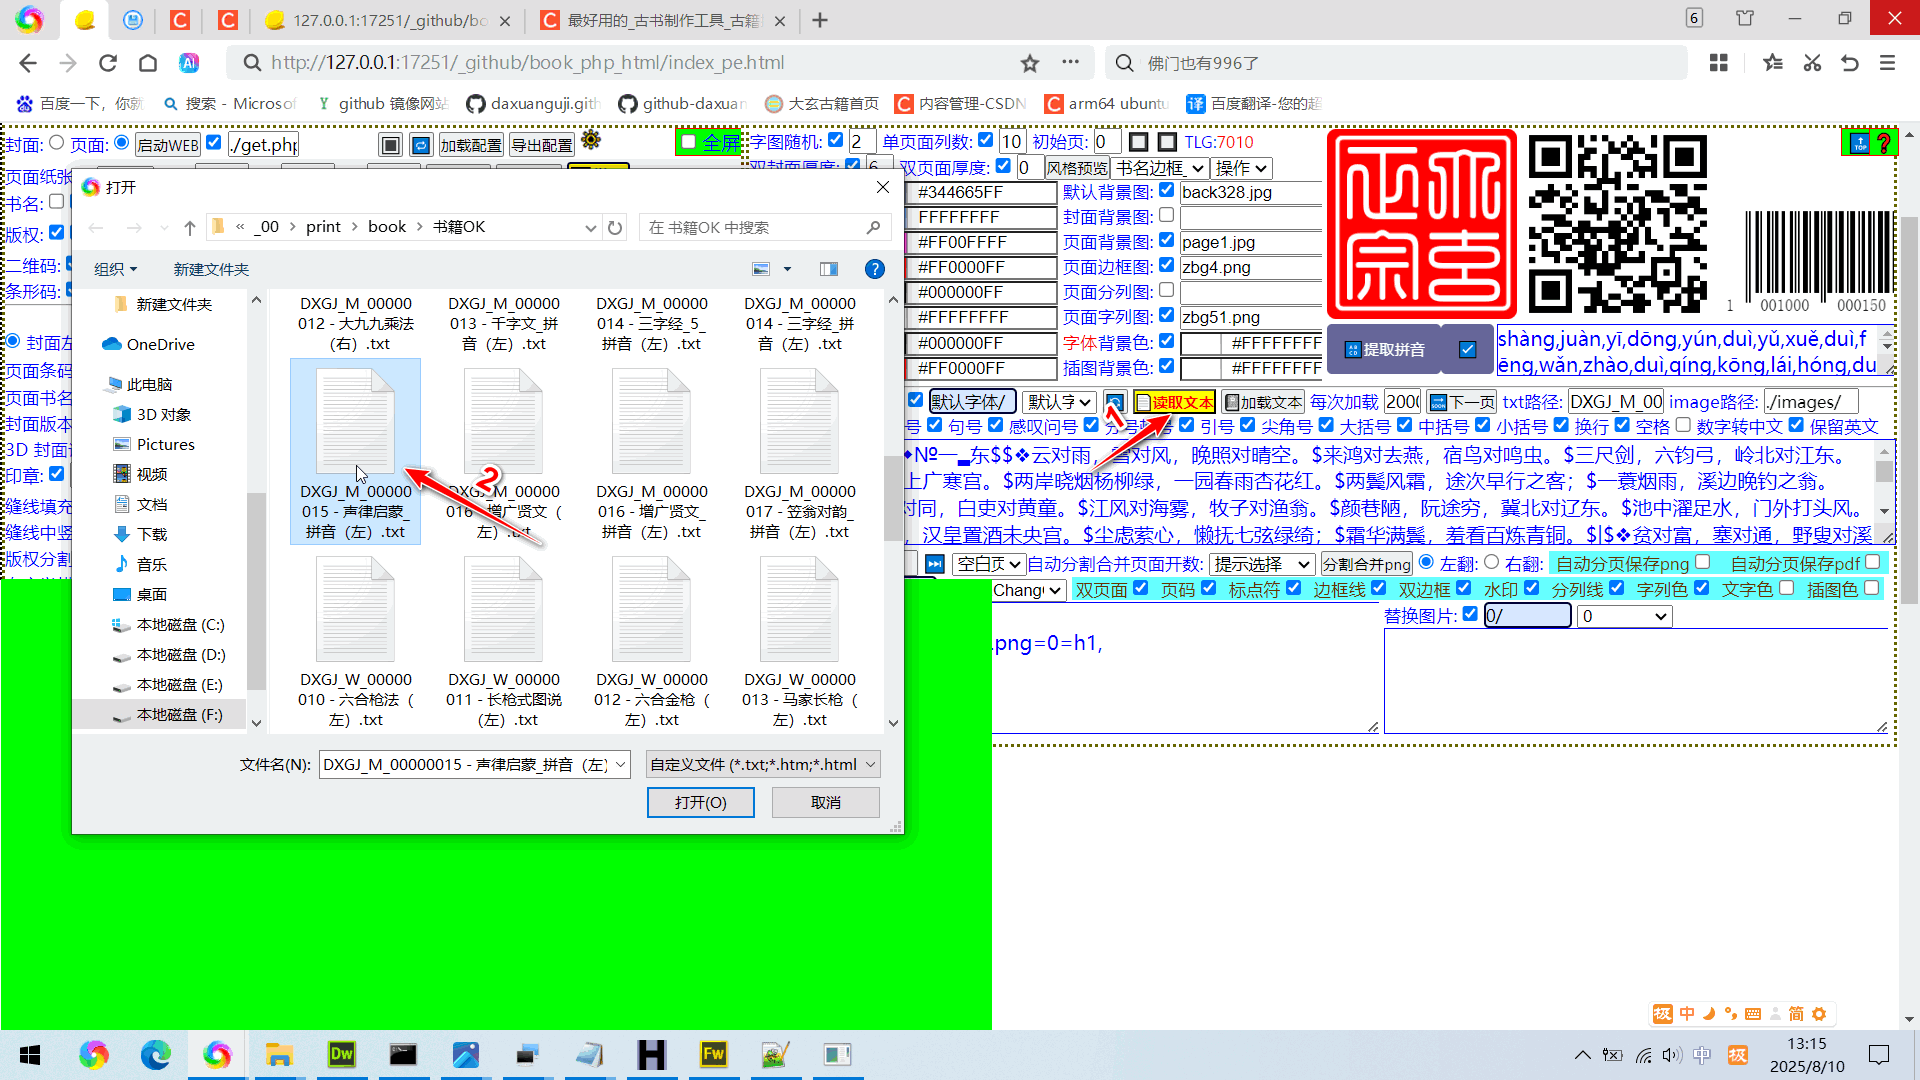 127.0.0.1:17251/_github/bo
最好用的_古书制作工具_古籍
6
http://127.0.0.1:17251/_github/book_php_html/index_pe.html
佛门也有996了
百度一下，你就
搜索 - Microsof
github 镜像网站
daxuanguji.gith
github-daxuan
大玄古籍首页
内容管理-CSDN
arm64 ubuntu
百度翻译-您的超
封面: 页面: 启动WEB ./get.php 加载配置 导出配置 全屏
字图随机: 2 单页面列数: 10 初始页: 0 TLG:7010
双封面厚度: 6 双页面厚度: 0 风格预览 书名边框_ 操作
页面纸张
书名:
版权:
二维码:
条形码:
封面左
页面条码
页面书名
封面版本
3D 封面
印章:
缝线填充
缝线中竖
版权分割
打开
« _00 › print › book › 书籍OK
在 书籍OK 中搜索
组织 新建文件夹
新建文件夹
OneDrive
此电脑
3D 对象
Pictures
视频
文档
下载
音乐
桌面
本地磁盘 (C:)
本地磁盘 (D:)
本地磁盘 (E:)
本地磁盘 (F:)
DXGJ_M_00000012 - 大九九乘法（右）.txt
DXGJ_M_00000013 - 千字文_拼音（左）.txt
DXGJ_M_00000014 - 三字经_5_拼音（左）.txt
DXGJ_M_00000014 - 三字经_拼音（左）.txt
DXGJ_M_00000015 - 声律启蒙_拼音（左）.txt
DXGJ_M_00000016 - 增广贤文（左）.txt
DXGJ_M_00000016 - 增广贤文_拼音（左）.txt
DXGJ_M_00000017 - 笠翁对韵_拼音（左）.txt
DXGJ_W_00000010 - 六合枪法（左）.txt
DXGJ_W_00000011 - 长枪式图说（左）.txt
DXGJ_W_00000012 - 六合金枪（左）.txt
DXGJ_W_00000013 - 马家长枪（左）.txt
2
文件名(N): DXGJ_M_00000015 - 声律启蒙_拼音（左）
自定义文件 (*.txt;*.htm;*.html
打开(O) 取消
#344665FF 默认背景图: back328.jpg
FFFFFFFF 封面背景图:
#FF00FFFF 页面背景图: page1.jpg
#FF0000FF 页面边框图: zbg4.png
#000000FF 页面分列图:
#FFFFFFFF 页面字列图: zbg51.png
#000000FF 字体背景色: #FFFFFFFF
#FF0000FF 插图背景色: #FFFFFFFF
1 001000 000150
提取拼音
shàng,juàn,yī,dōng,yún,duì,yǔ,xuě,duì,f
ēng,wǎn,zhào,duì,qíng,kōng,lái,hóng,du
默认字体/ 默认字 读取文本 加载文本 每次加载 200 下一页 txt路径: DXGJ_M_00 image路径: ./images/
1
号 句号 感叹问号 引号 尖角号 大括号 中括号 小括号 换行 空格 数字转中文 保留英文
◆№一▂东$$❖云对雨，雪对风，晚照对晴空。$来鸿对去燕，宿鸟对鸣虫。$三尺剑，六钧弓，岭北对江东。
上广寒宫。$两岸晓烟杨柳绿，一园春雨杏花红。$两鬓风霜，途次早行之客；$一蓑烟雨，溪边晚钓之翁。
对同，白叟对黄童。$江风对海雾，牧子对渔翁。$颜巷陋，阮途穷，冀北对辽东。$池中濯足水，门外打头风。
，汉皇置酒未央宫。$尘虑萦心，懒抚七弦绿绮；$霜华满鬓，羞看百炼青铜。$|$❖贫对富，塞对通，野叟对溪
空白页 自动分割合并页面开数: 提示选择 分割合并png 左翻: 右翻: 自动分页保存png 自动分页保存pdf
Chang 双页面 页码 标点符 边框线 双边框 水印 分列线 字列色 文字色 插图色
.png=0=h1,
替换图片: 0/ 0
中 简
中
13:15
2025/8/10